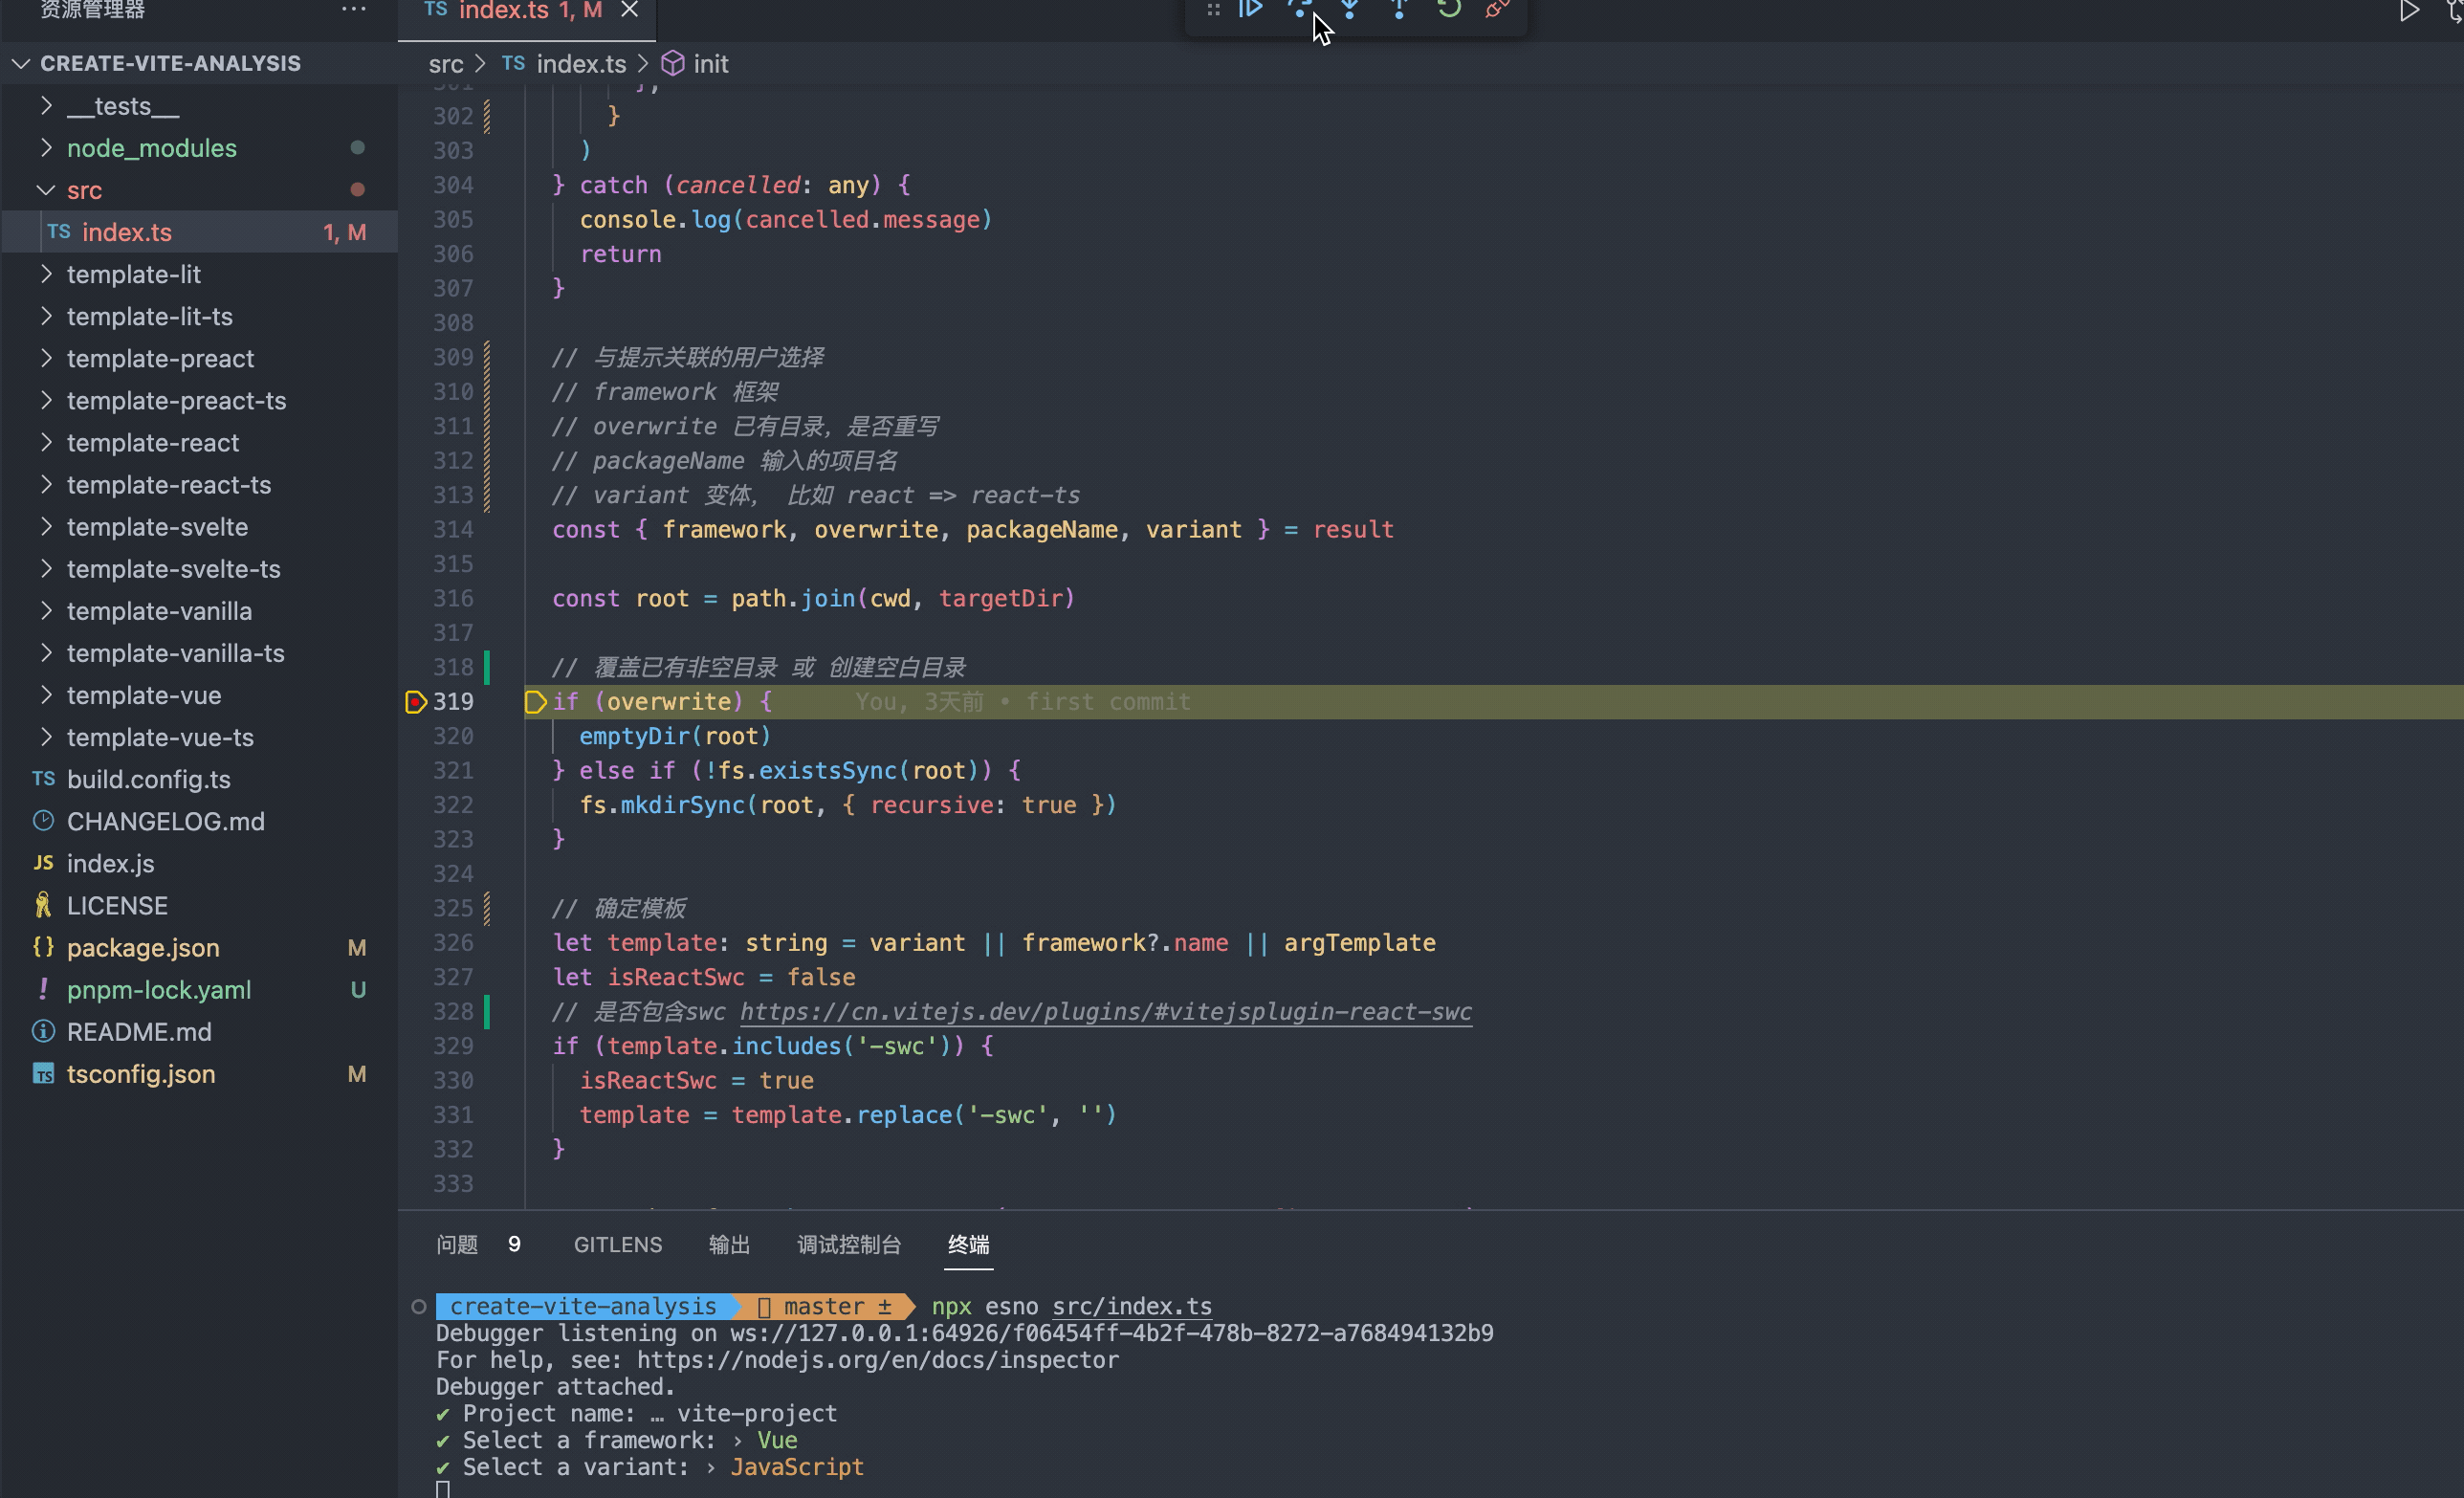 资源管理器 ···
CREATE-VITE-ANALYSIS
__tests__
node_modules
src
TS index.ts 1, M
template-lit
template-lit-ts
template-preact
template-preact-ts
template-react
template-react-ts
template-svelte
template-svelte-ts
template-vanilla
template-vanilla-ts
template-vue
template-vue-ts
TS build.config.ts
CHANGELOG.md
JS index.js
LICENSE
{} package.json M
! pnpm-lock.yaml U
README.md
TS tsconfig.json M
TS index.ts 1, M
src > TS index.ts > init
301 },
302 }
303 )
304 } catch (cancelled: any) {
305 console.log(cancelled.message)
306 return
307 }
308
309 // 与提示关联的用户选择
310 // framework 框架
311 // overwrite 已有目录，是否重写
312 // packageName 输入的项目名
313 // variant 变体， 比如 react => react-ts
314 const { framework, overwrite, packageName, variant } = result
315
316 const root = path.join(cwd, targetDir)
317
318 // 覆盖已有非空目录 或 创建空白目录
319 if (overwrite) { You, 3天前 • first commit
320 emptyDir(root)
321 } else if (!fs.existsSync(root)) {
322 fs.mkdirSync(root, { recursive: true })
323 }
324
325 // 确定模板
326 let template: string = variant || framework?.name || argTemplate
327 let isReactSwc = false
328 // 是否包含swc https://cn.vitejs.dev/plugins/#vitejsplugin-react-swc
329 if (template.includes('-swc')) {
330 isReactSwc = true
331 template = template.replace('-swc', '')
332 }
333
问题 9 GITLENS 输出 调试控制台 终端
create-vite-analysis master ± npx esno src/index.ts
Debugger listening on ws://127.0.0.1:64926/f06454ff-4b2f-478b-8272-a768494132b9
For help, see: https://nodejs.org/en/docs/inspector
Debugger attached.
✔ Project name: … vite-project
✔ Select a framework: › Vue
✔ Select a variant: › JavaScript